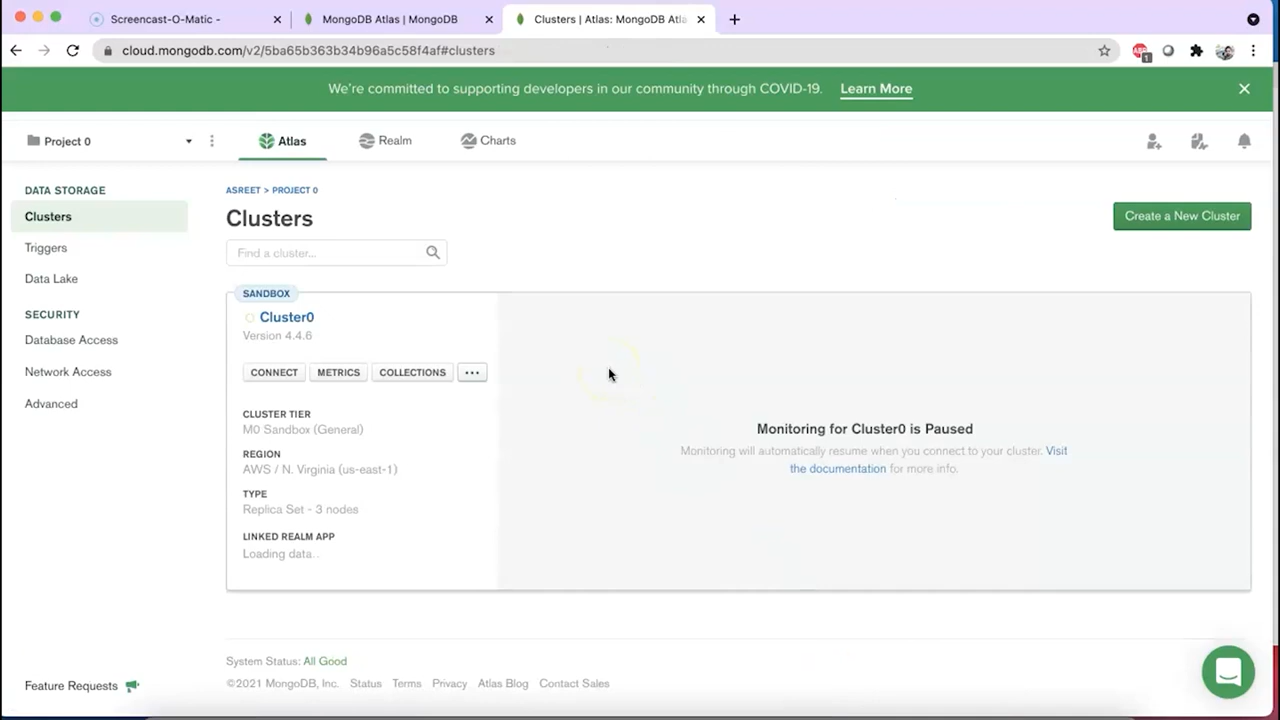 Screencast-O-Matic -
MongoDB Atlas | MongoDB
Clusters | Atlas: MongoDB Atla
cloud.mongodb.com/v2/5ba65b363b34b96a5c58f4af#clusters
ABP
1
We're committed to supporting developers in our community through COVID-19. Learn More
Project 0
Atlas
Realm
Charts
DATA STORAGE
Clusters
Triggers
Data Lake
SECURITY
Database Access
Network Access
Advanced
Feature Requests
ASREET > PROJECT 0
Clusters
Create a New Cluster
Find a cluster...
SANDBOX
Cluster0
Version 4.4.6
CONNECT
METRICS
COLLECTIONS
...
CLUSTER TIER
M0 Sandbox (General)
REGION
AWS / N. Virginia (us-east-1)
TYPE
Replica Set - 3 nodes
LINKED REALM APP
Loading data..
Monitoring for Cluster0 is Paused
Monitoring will automatically resume when you connect to your cluster. Visit
the documentation for more info.
System Status: All Good
©2021 MongoDB, Inc. Status Terms Privacy Atlas Blog Contact Sales